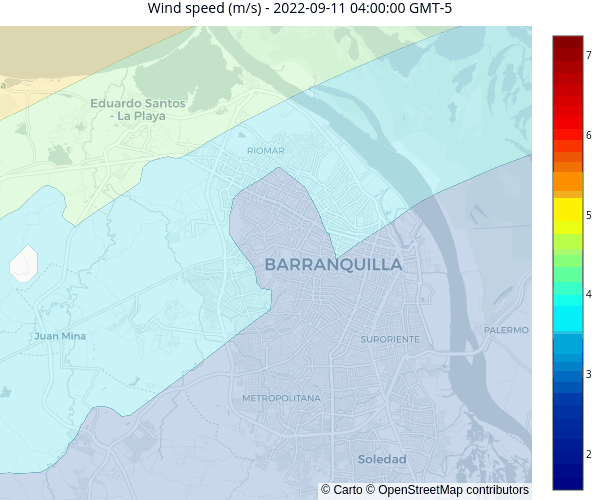 Wind speed (m/s) - 2022-09-11 04:00:00 GMT-5
7
a
Eduardo Santos
- La Playa
6
RIOMAR
5
BARRANQUILLA
4
Juan Mina
PALERMO
SURORIENTE
3
METROPOLITANA
2
Soledad
© Carto © OpenStreetMap contributors